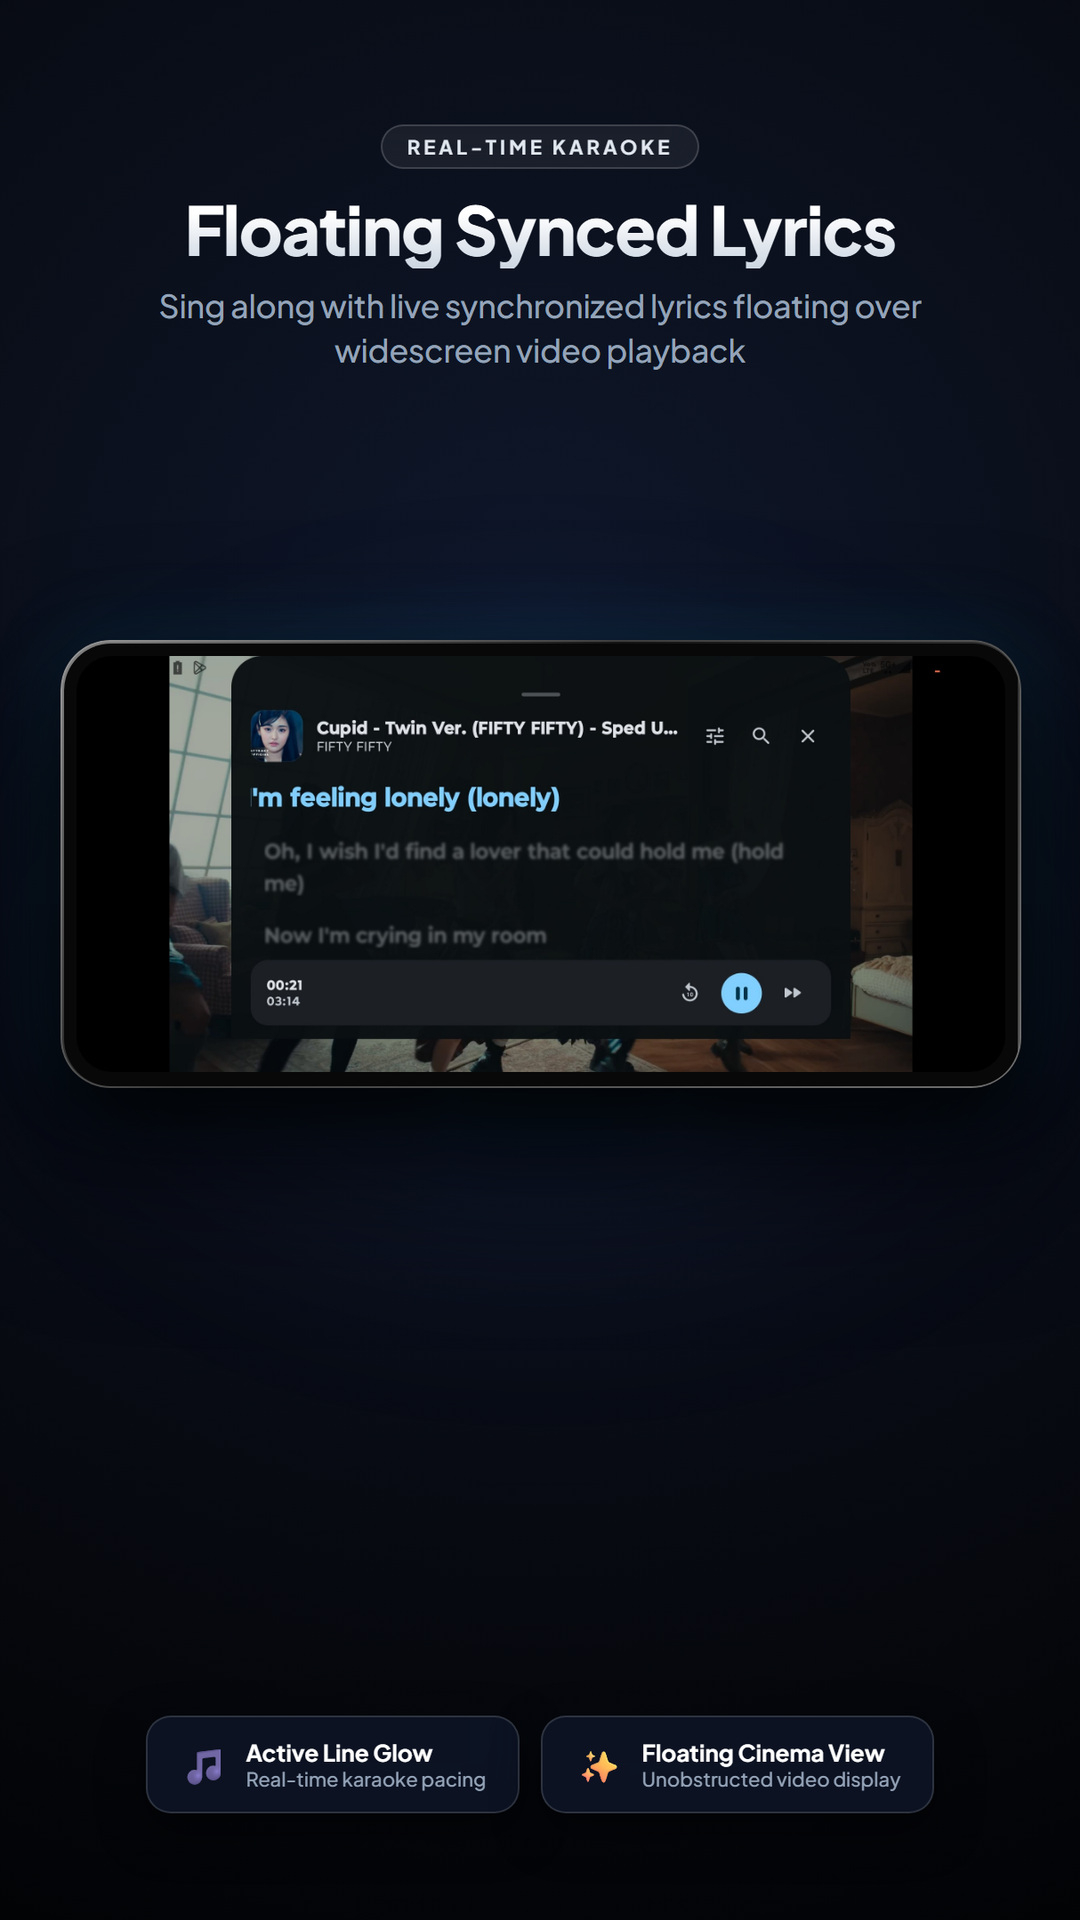 REAL-TIME KARAOKE
Floating Synced Lyrics
Sing along with live synchronized lyrics floating over
widescreen video playback
Cupid - Twin Ver. (FIFTY FIFTY) - Sped U...
FIFTY FIFTY
'm feeling lonely (lonely)
Oh, I wish I'd find a lover that could hold me (hold
me)
Now I'm crying in my room
00:21
03:14
10
Active Line Glow
Real-time karaoke pacing
Floating Cinema View
Unobstructed video display